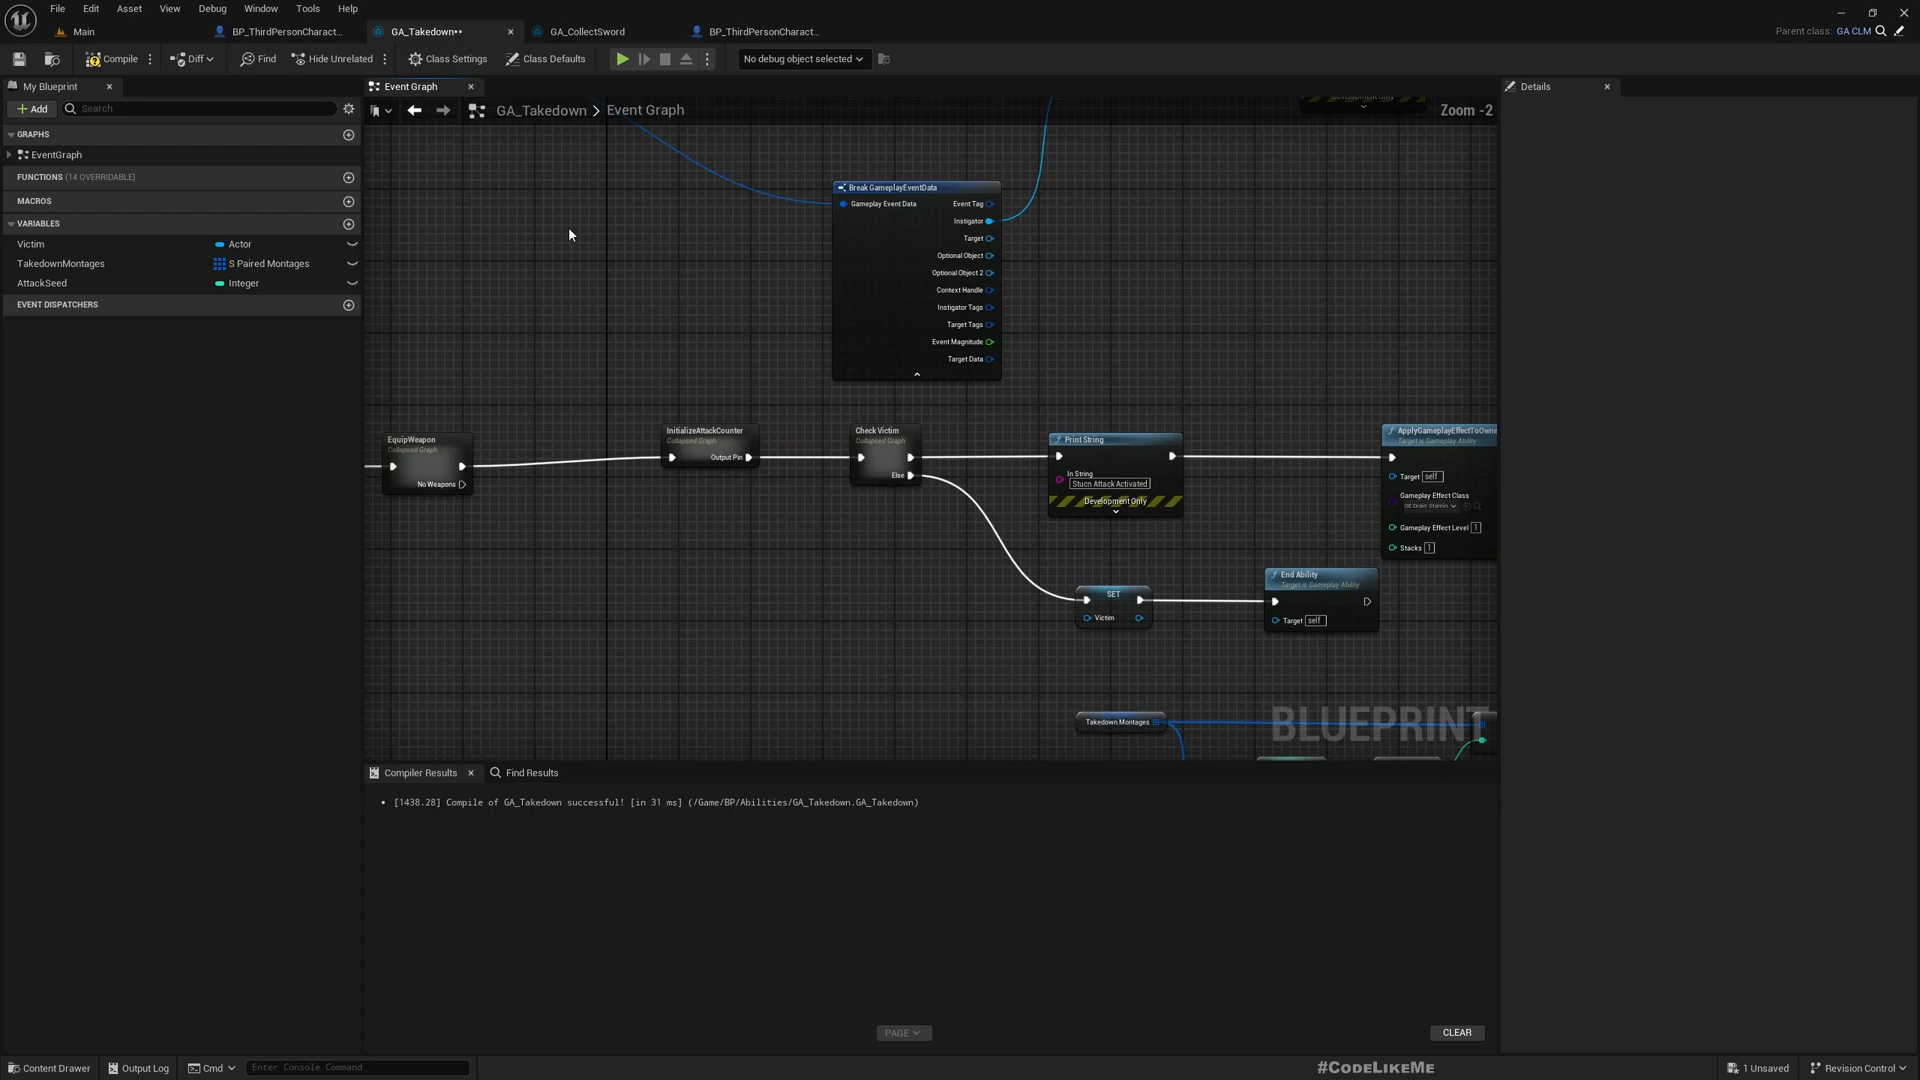 File Edit Asset View Debug Window Tools Help
Main
BP_ThirdPersonCharact...
GA_Takedown••
GA_CollectSword
BP_ThirdPersonCharact...
Parent class: GA CLM
Compile
Diff
Find
Hide Unrelated
Class Settings
Class Defaults
No debug object selected
My Blueprint
Event Graph
Details
Add
Search
GA_Takedown > Event Graph
Zoom -2
GRAPHS
EventGraph
FUNCTIONS (14 OVERRIDABLE)
MACROS
VARIABLES
Victim Actor
TakedownMontages S Paired Montages
AttackSeed Integer
EVENT DISPATCHERS
Development Only
Break GameplayEventData
Gameplay Event Data
Event Tag
Instigator
Target
Optional Object
Optional Object 2
Context Handle
Instigator Tags
Target Tags
Event Magnitude
Target Data
EquipWeapon
Collapsed Graph
No Weapons
InitializeAttackCounter
Collapsed Graph
Output Pin
Check Victim
Collapsed Graph
Else
Print String
In String
Stucn Attack Activated
Development Only
ApplyGameplayEffectToOwne
Target is Gameplay Ability
Target self
Gameplay Effect Class
GE Drain Stamin
Gameplay Effect Level 1
Stacks 1
SET
Victim
End Ability
Target is Gameplay Ability
Target self
Takedown Montages
BLUEPRINT
Compiler Results
Find Results
[1438.28] Compile of GA_Takedown successful! [in 31 ms] (/Game/BP/Abilities/GA_Takedown.GA_Takedown)
PAGE
CLEAR
Content Drawer
Output Log
Cmd
Enter Console Command
#CODELIKEME
1 Unsaved
Revision Control